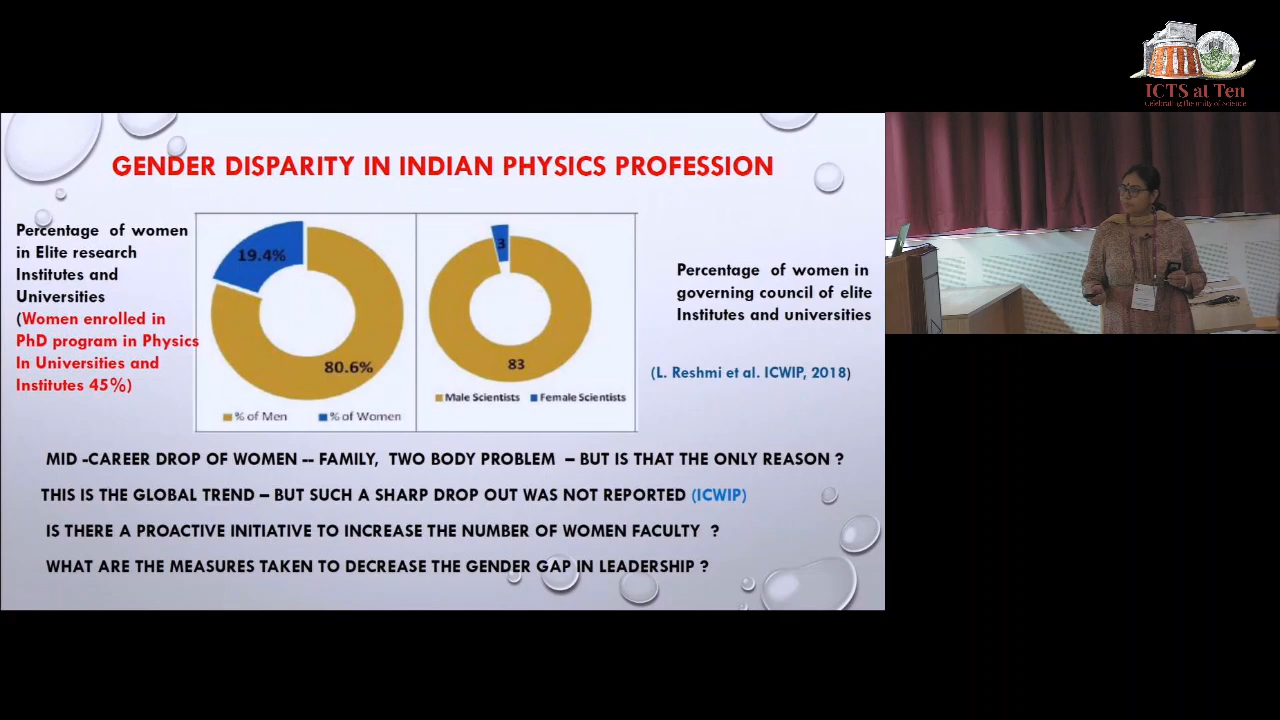 ICTS at Ten
Celebrating the unity of science
GENDER DISPARITY IN INDIAN PHYSICS PROFESSION
Percentage of women
in Elite research
Institutes and
Universities
(Women enrolled in
PhD program in Physics
In Universities and
Institutes 45%)
19.4%
80.6%
% of Men
% of Women
3
83
Male Scientists
Female Scientists
Percentage of women in
governing council of elite
Institutes and universities
(L. Reshmi et al. ICWIP, 2018)
MID -CAREER DROP OF WOMEN -- FAMILY, TWO BODY PROBLEM – BUT IS THAT THE ONLY REASON ?
THIS IS THE GLOBAL TREND – BUT SUCH A SHARP DROP OUT WAS NOT REPORTED (ICWIP)
IS THERE A PROACTIVE INITIATIVE TO INCREASE THE NUMBER OF WOMEN FACULTY ?
WHAT ARE THE MEASURES TAKEN TO DECREASE THE GENDER GAP IN LEADERSHIP ?